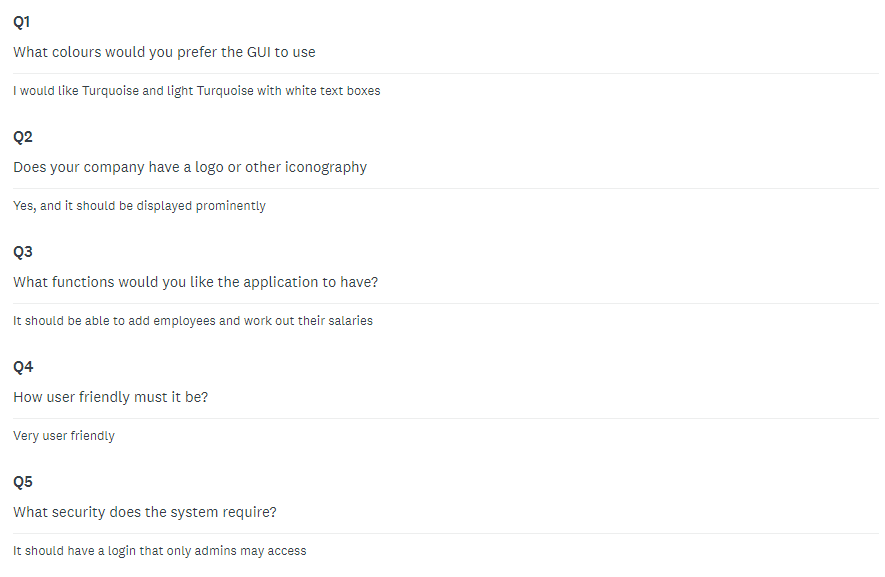 Q1
What colours would you prefer the GUI to use
I would like Turquoise and light Turquoise with white text boxes
Q2
Does your company have a logo or other iconography
Yes, and it should be displayed prominently
Q3
What functions would you like the application to have?
It should be able to add employees and work out their salaries
Q4
How user friendly must it be?
Very user friendly
Q5
What security does the system require?
It should have a login that only admins may access